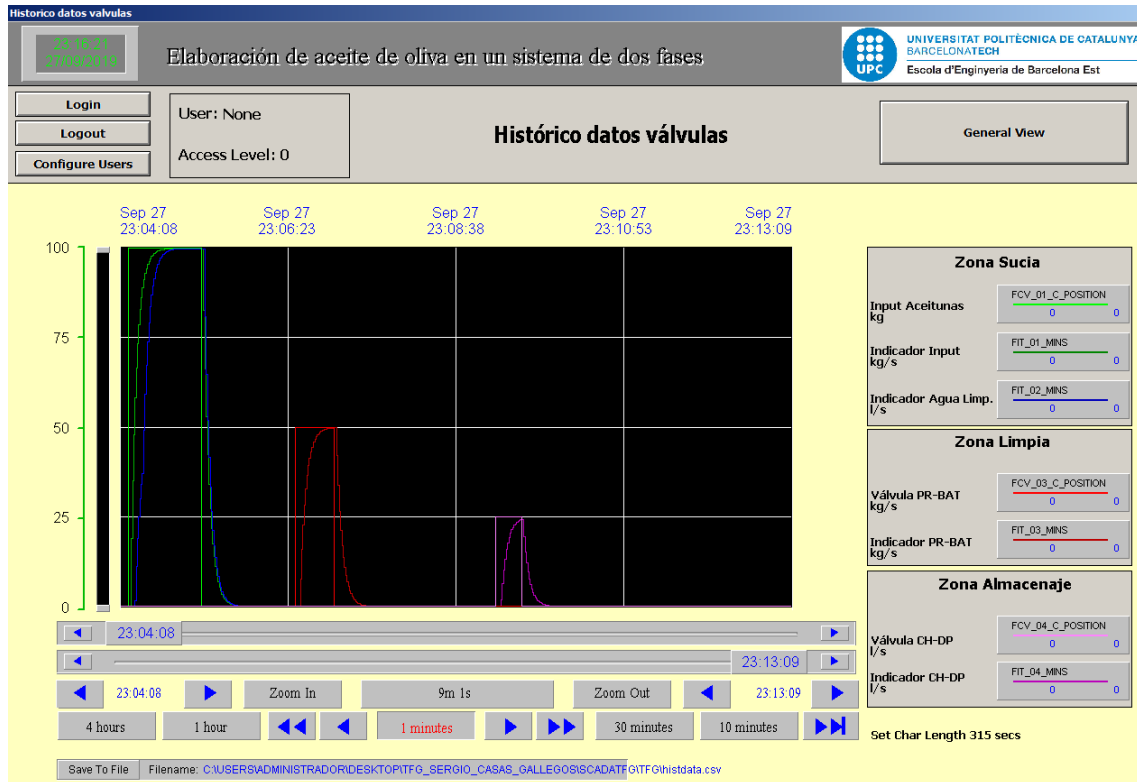 Historico datos valvulas
23:16:21
27/09/2019
Elaboración de aceite de oliva en un sistema de dos fases
UPC
UNIVERSITAT POLITÈCNICA DE CATALUNYA
BARCELONATECH
Escola d'Enginyeria de Barcelona Est
Login
Logout
Configure Users
User: None
Access Level: 0
Histórico datos válvulas
General View
Sep 27 Sep 27 Sep 27 Sep 27 Sep 27
23:04:08 23:06:23 23:08:38 23:10:53 23:13:09
100
75
50
25
0
Zona Sucia
Input Aceitunas
kg
FCV_01_C_POSITION
0 0
Indicador Input
kg/s
FIT_01_MINS
0 0
Indicador Agua Limp.
l/s
FIT_02_MINS
0 0
Zona Limpia
Válvula PR-BAT
kg/s
FCV_03_C_POSITION
0 0
Indicador PR-BAT
kg/s
FIT_03_MINS
0 0
Zona Almacenaje
Válvula CH-DP
l/s
FCV_04_C_POSITION
0 0
Indicador CH-DP
l/s
FIT_04_MINS
0 0
23:04:08
23:13:09
23:04:08 Zoom In 9m 1s Zoom Out 23:13:09
4 hours 1 hour 1 minutes 30 minutes 10 minutes
Set Char Length 315 secs
Save To File Filename: C:\USERS\ADMINISTRADOR\DESKTOP\TFG_SERGIO_CASAS_GALLEGOS\SCADATFG\TFG\histdata.csv